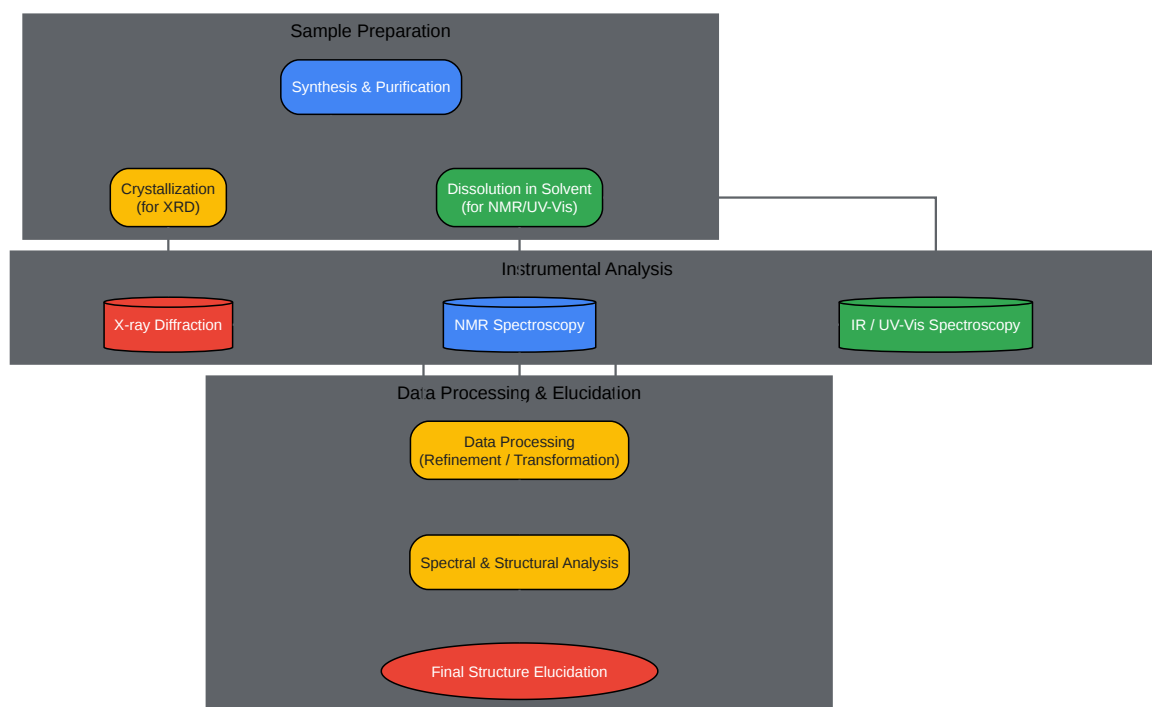 Sample Preparation
Synthesis & Purification
Crystallization
(for XRD)
Dissolution in Solvent
(for NMR/UV-Vis)
Instrumental Analysis
X-ray Diffraction
NMR Spectroscopy
IR / UV-Vis Spectroscopy
Data Processing & Elucidation
Data Processing
(Refinement / Transformation)
Spectral & Structural Analysis
Final Structure Elucidation